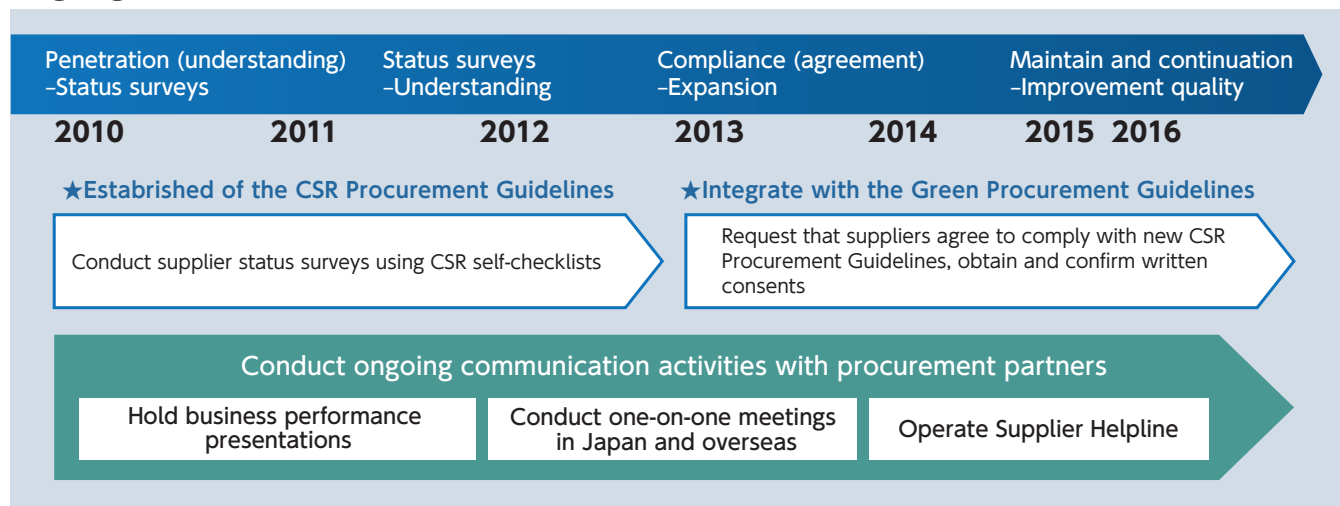 Penetration (understanding)
–Status surveys
Status surveys
–Understanding
Compliance (agreement)
–Expansion
Maintain and continuation
–Improvement quality
2010 2011 2012 2013 2014 2015 2016
★Estabrished of the CSR Procurement Guidelines
★Integrate with the Green Procurement Guidelines
Conduct supplier status surveys using CSR self-checklists
Request that suppliers agree to comply with new CSR
Procurement Guidelines, obtain and confirm written
consents
Conduct ongoing communication activities with procurement partners
Hold business performance
presentations
Conduct one-on-one meetings
in Japan and overseas
Operate Supplier Helpline